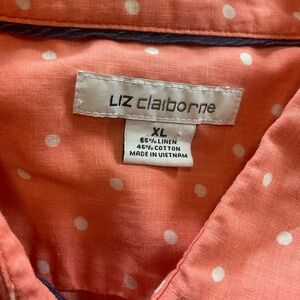 LIZ claiborne
XL
55% LINEN
45% COTTON
MADE IN VIETNAM